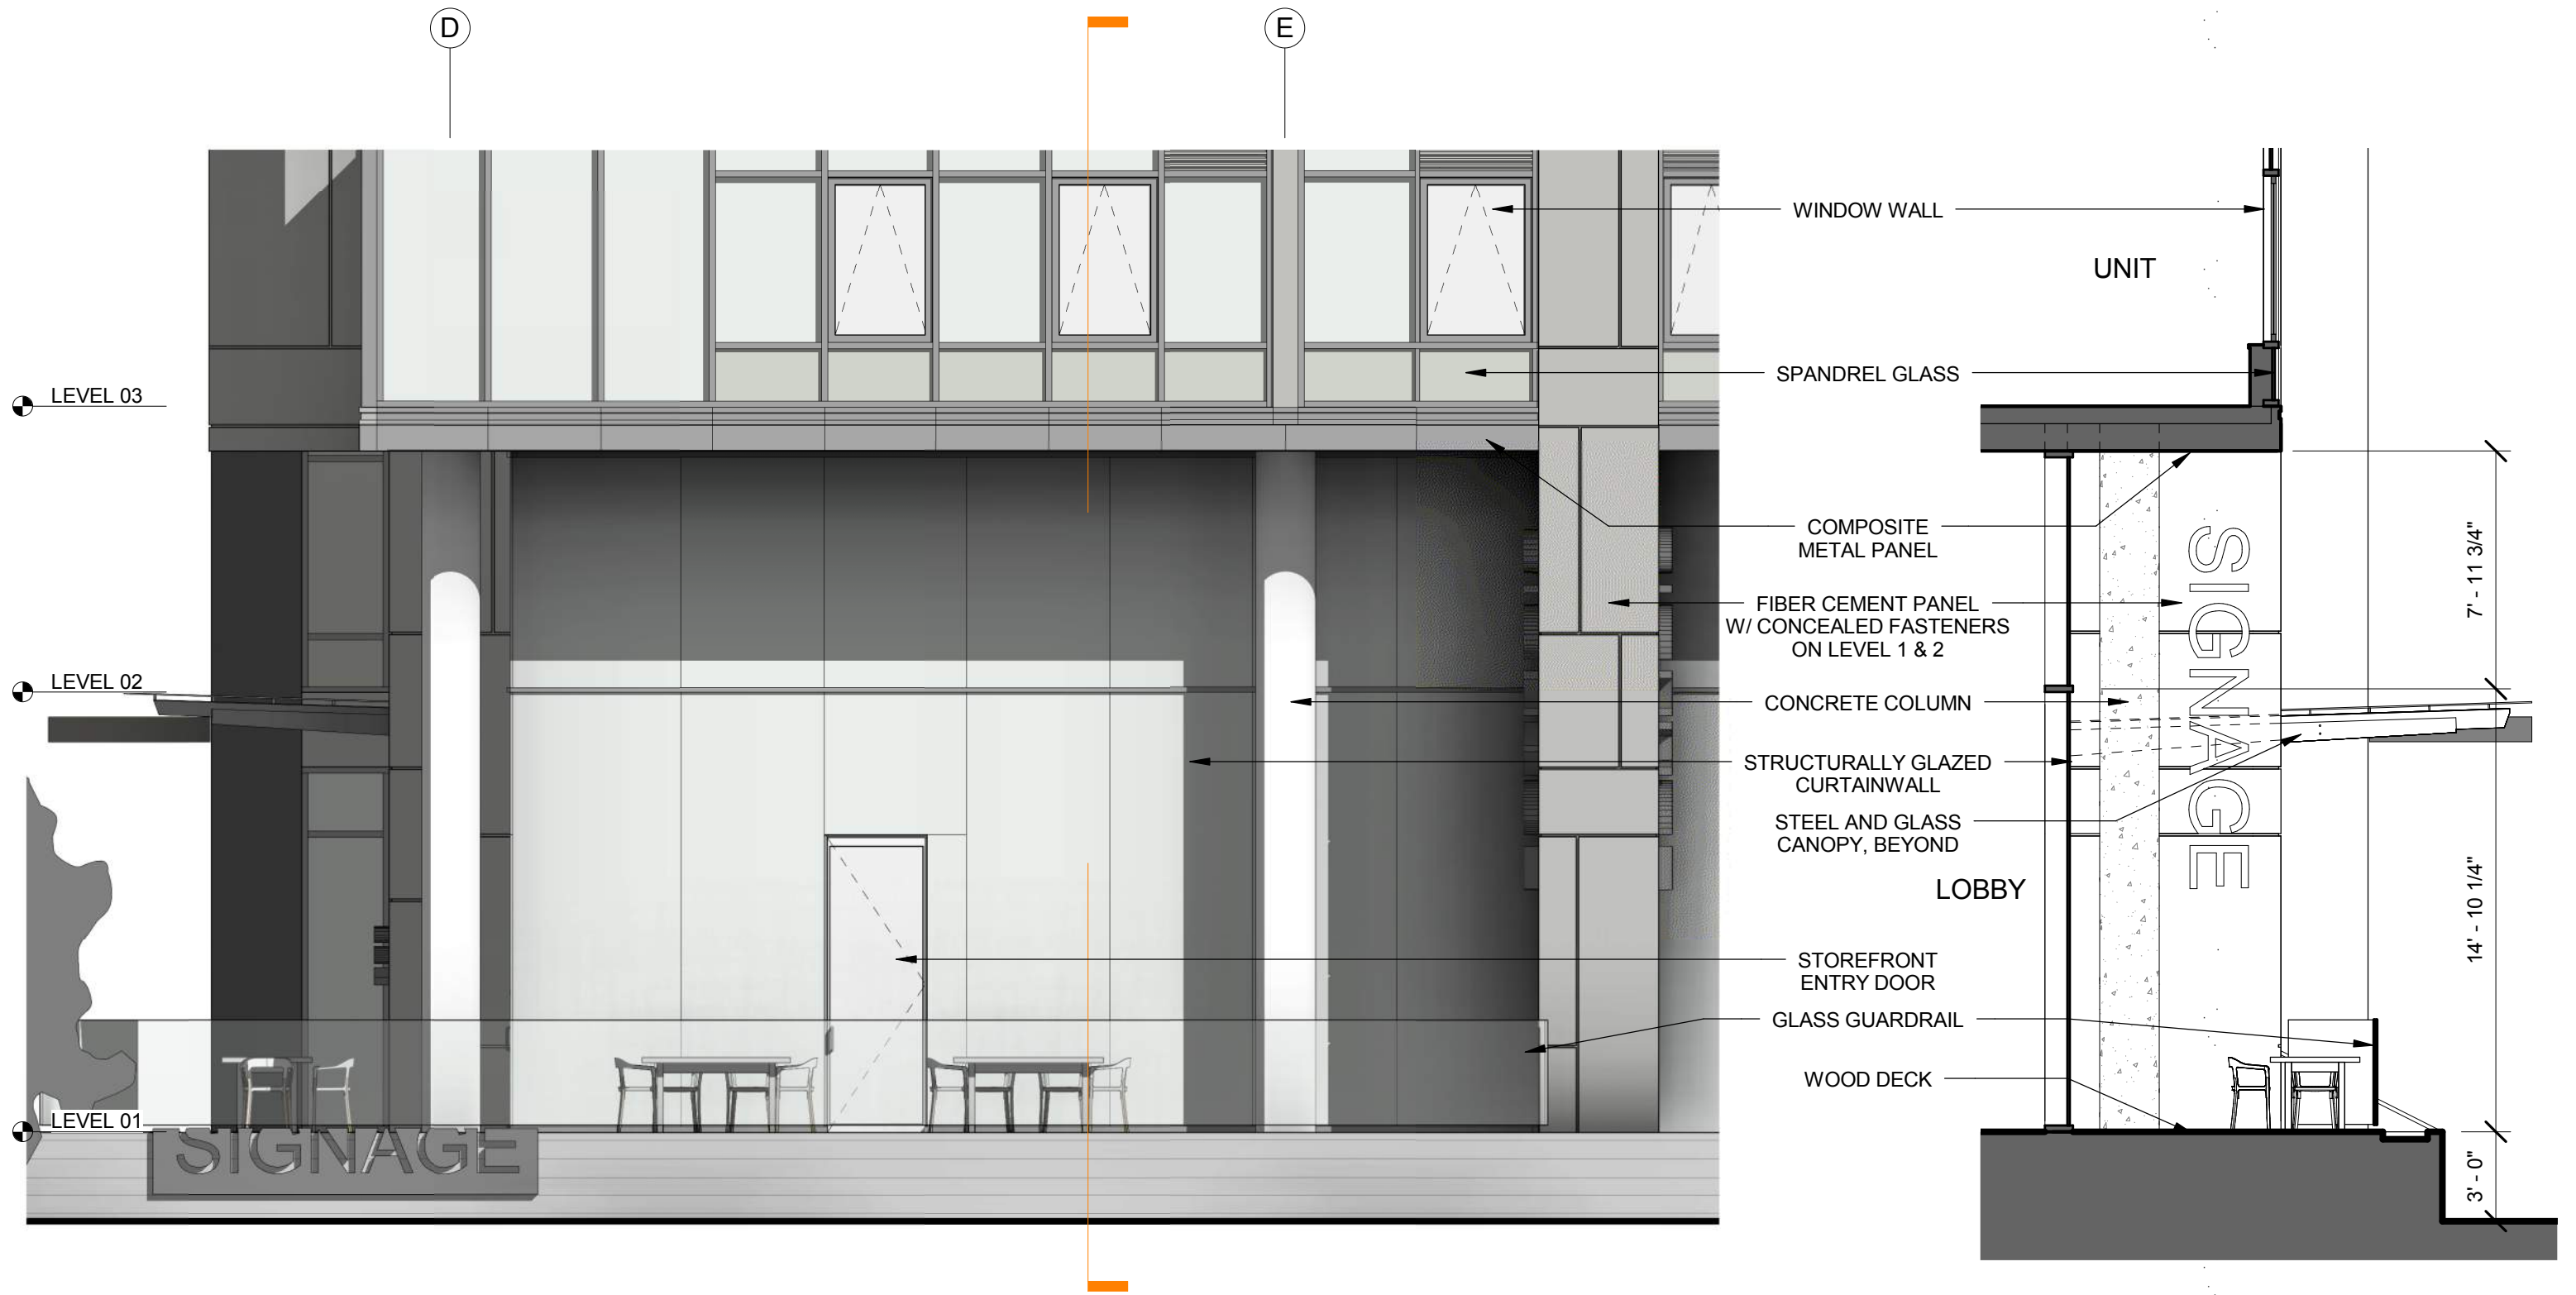 D
E
WINDOW WALL
UNIT
SPANDREL GLASS
LEVEL 03
COMPOSITE
METAL PANEL
7' - 11 3/4"
FIBER CEMENT PANEL
W/ CONCEALED FASTENERS
ON LEVEL 1 & 2
SIGNAGE
LEVEL 02
CONCRETE COLUMN
STRUCTURALLY GLAZED
CURTAINWALL
STEEL AND GLASS
CANOPY, BEYOND
LOBBY
14' - 10 1/4"
STOREFRONT
ENTRY DOOR
GLASS GUARDRAIL
WOOD DECK
LEVEL 01
SIGNAGE
3' - 0"